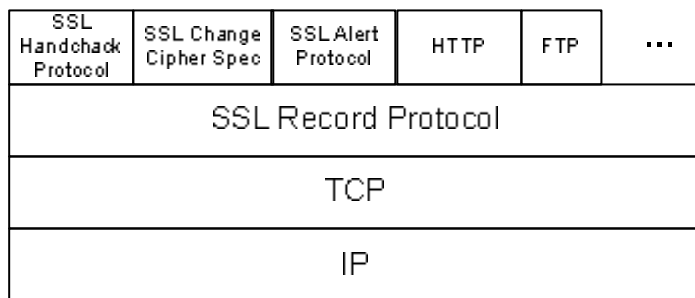 SSL
Handchack
Protocol
SSL Change
Cipher Spec
SSL Alert
Protocol
HTTP
FTP
...
SSL Record Protocol
TCP
IP